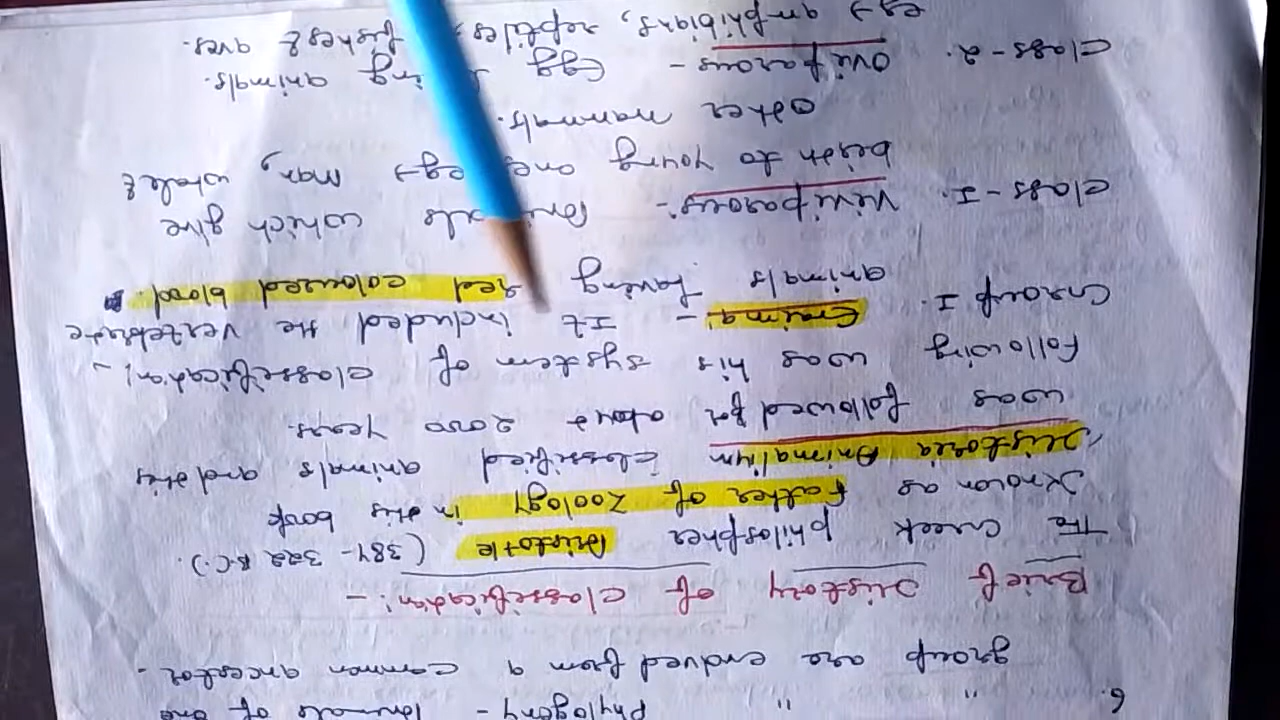 6. " " phylogeny - animals of one
group are evolved from a common ancestor.
Brief History of classification:-
The Greek philospher Aristotle (384-322 B.C.)
Known as Father of Zoology in his book
"Historia Animalium classified animals and this
was followed for about 2000 years.
Following was his system of classification:-
Group I. Enaima - It included the vertebrate
animals having red coloured blood.
Class-I. Viviparous:- which give
birth to young ones eg→ man, whale &
other mammals.
Class-2. Oviparous - Egg animals.
eg→ amphibians, reptiles, fishes & aves.